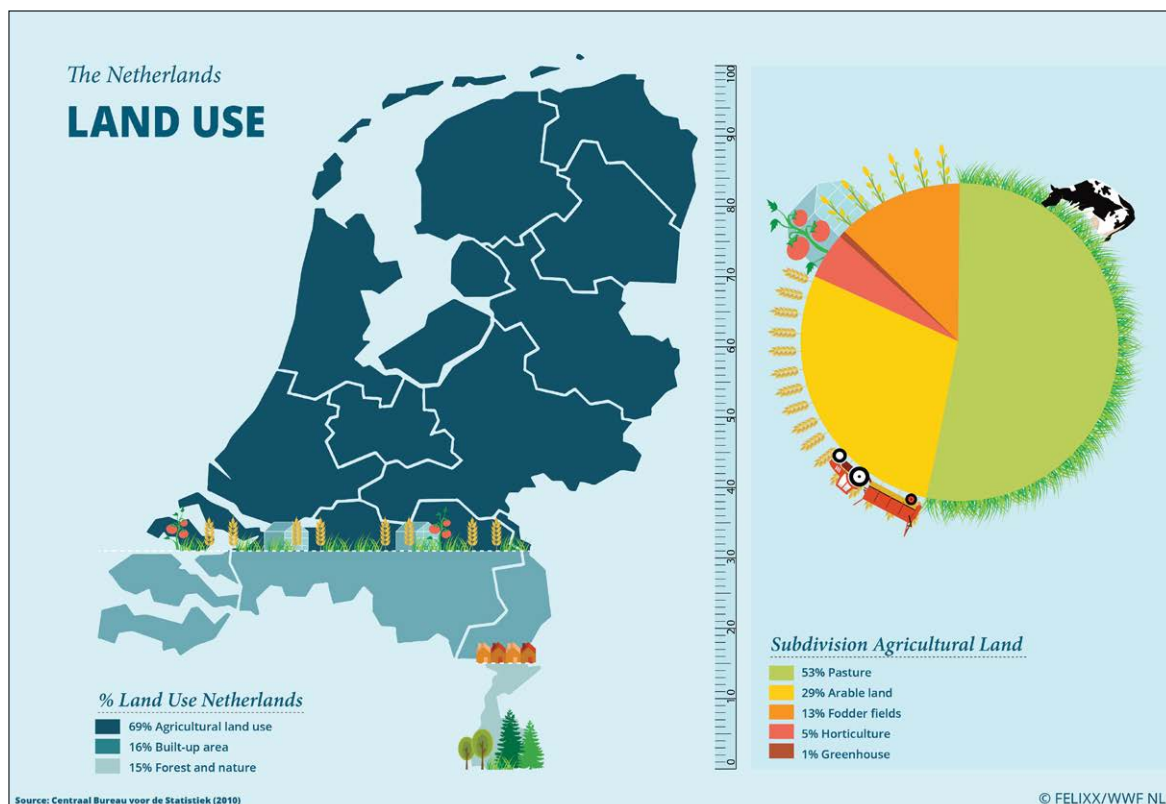 The Netherlands
LAND USE
100
90
80
70
60
50
40
30
20
10
0
% Land Use Netherlands
69% Agricultural land use
16% Built-up area
15% Forest and nature
Source: Centraal Bureau voor de Statistiek (2010)
Subdivision Agricultural Land
53% Pasture
29% Arable land
13% Fodder fields
5% Horticulture
1% Greenhouse
© FELIXX/WWF NL